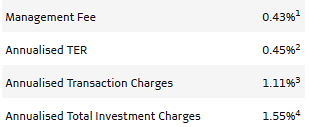 Management Fee 0.43%¹
Annualised TER 0.45%²
Annualised Transaction Charges 1.11%³
Annualised Total Investment Charges 1.55%⁴